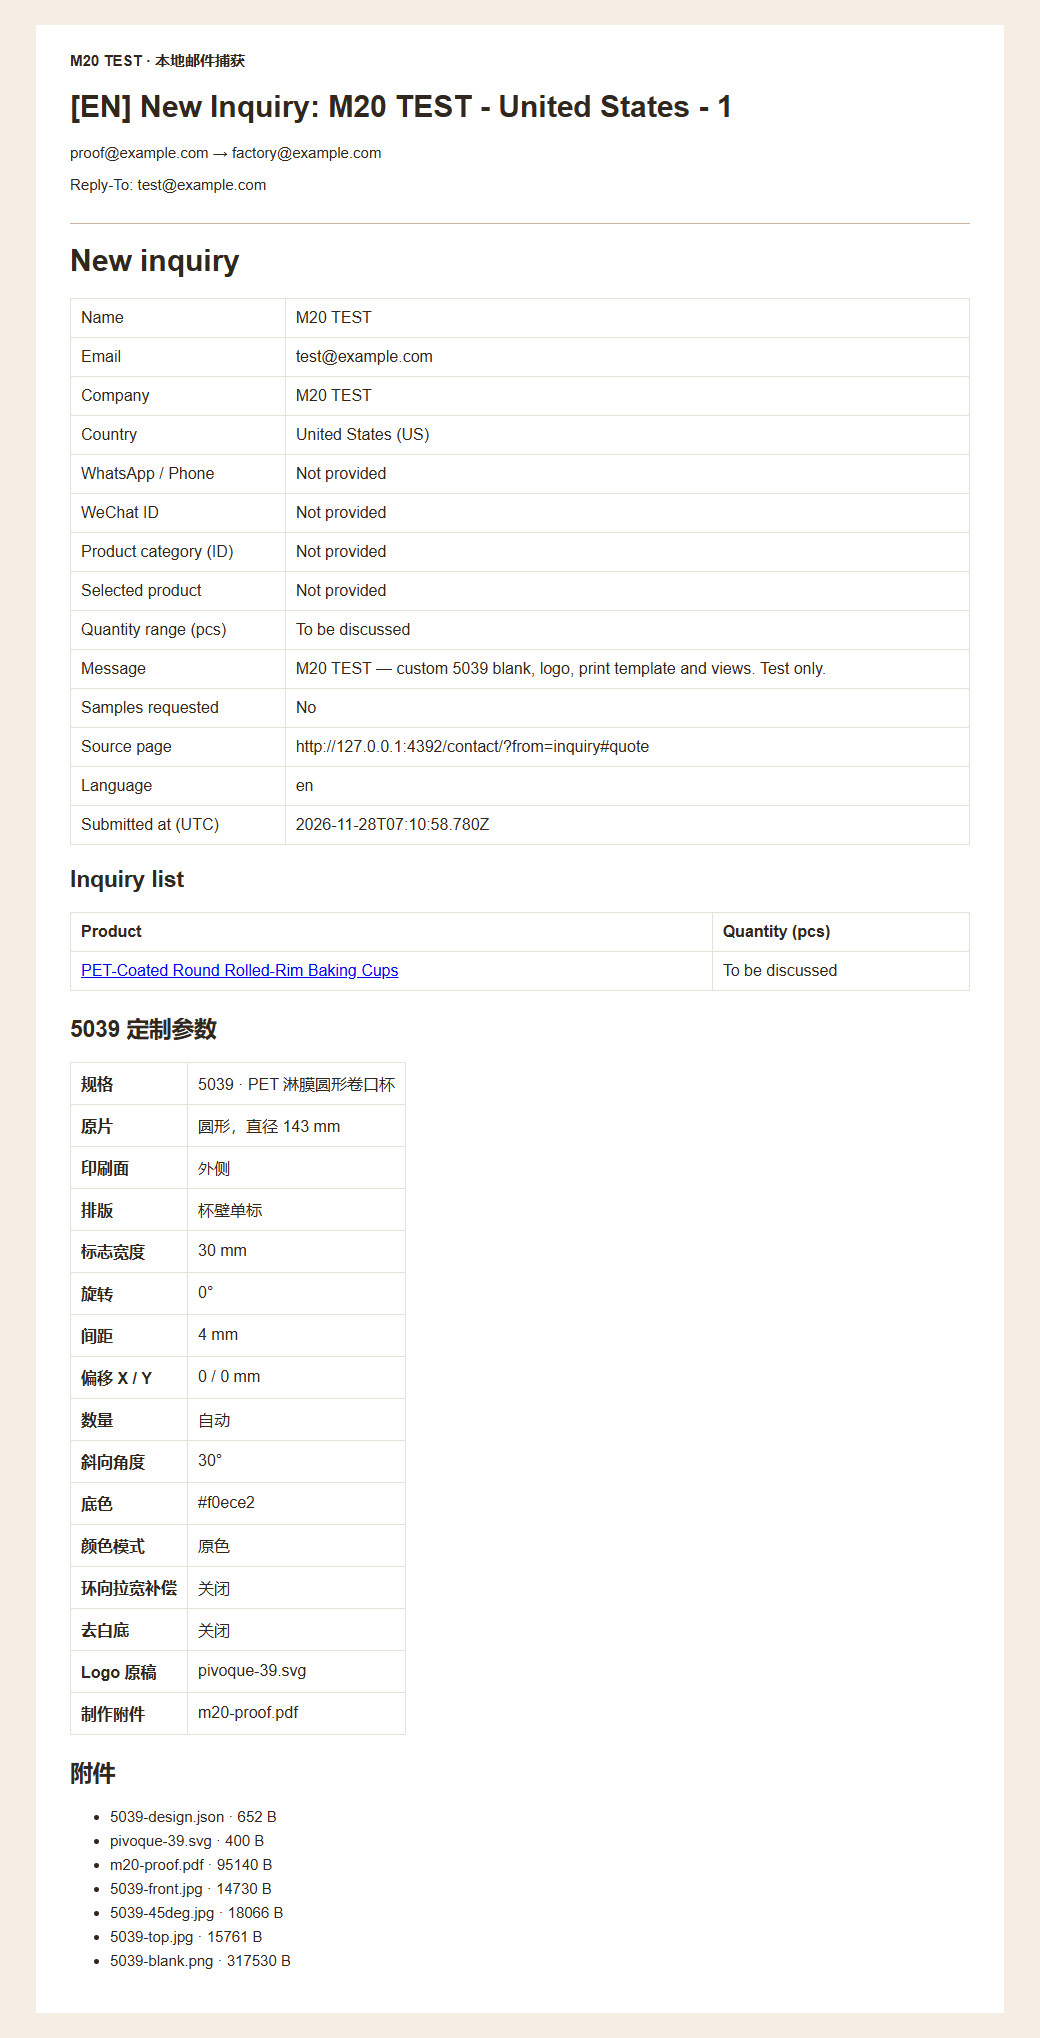 M20 TEST · 本地邮件捕获
[EN] New Inquiry: M20 TEST - United States - 1
proof@example.com → factory@example.com
Reply-To: test@example.com
New inquiry
Name M20 TEST
Email test@example.com
Company M20 TEST
Country United States (US)
WhatsApp / Phone Not provided
WeChat ID Not provided
Product category (ID) Not provided
Selected product Not provided
Quantity range (pcs) To be discussed
Message M20 TEST — custom 5039 blank, logo, print template and views. Test only.
Samples requested No
Source page http://127.0.0.1:4392/contact/?from=inquiry#quote
Language en
Submitted at (UTC) 2026-11-28T07:10:58.780Z
Inquiry list
Product Quantity (pcs)
PET-Coated Round Rolled-Rim Baking Cups To be discussed
5039 定制参数
规格 5039 · PET 淋膜圆形卷口杯
原片 圆形，直径 143 mm
印刷面 外侧
排版 杯壁单标
标志宽度 30 mm
旋转 0°
间距 4 mm
偏移 X / Y 0 / 0 mm
数量 自动
斜向角度 30°
底色 #f0ece2
颜色模式 原色
环向拉宽补偿 关闭
去白底 关闭
Logo 原稿 pivoque-39.svg
制作附件 m20-proof.pdf
附件
• 5039-design.json · 652 B
• pivoque-39.svg · 400 B
• m20-proof.pdf · 95140 B
• 5039-front.jpg · 14730 B
• 5039-45deg.jpg · 18066 B
• 5039-top.jpg · 15761 B
• 5039-blank.png · 317530 B